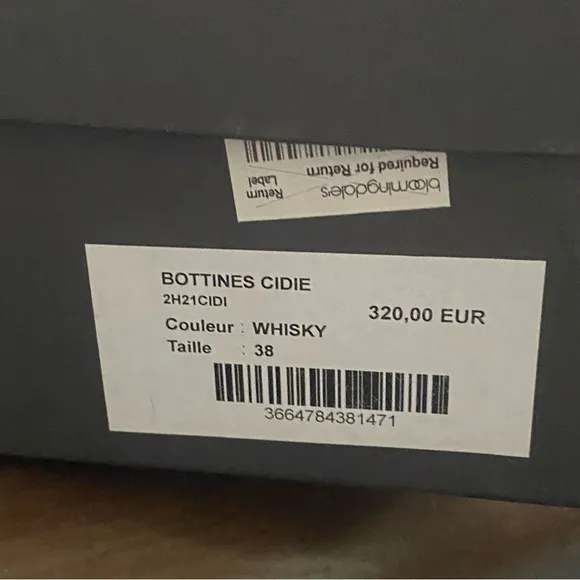 bloomingdale's
Required for Return
Return
Label
BOTTINES CIDIE
2H21CIDI
320,00 EUR
Couleur : WHISKY
Taille : 38
3664784381471